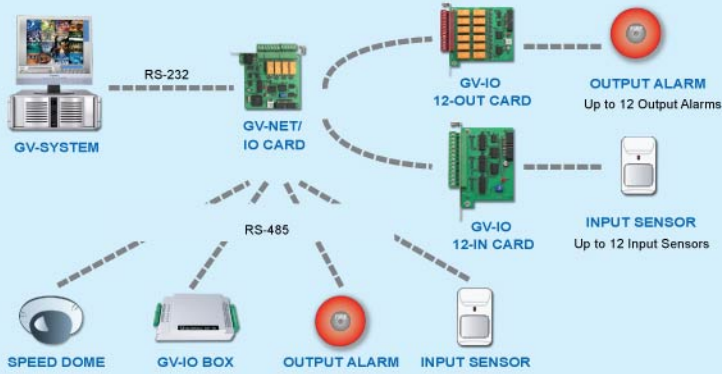 RS-232
GV-SYSTEM
GV-NET/
IO CARD
GV-IO
12-OUT CARD
OUTPUT ALARM
Up to 12 Output Alarms
GV-IO
12-IN CARD
INPUT SENSOR
Up to 12 Input Sensors
RS-485
SPEED DOME
GV-IO BOX
OUTPUT ALARM
INPUT SENSOR